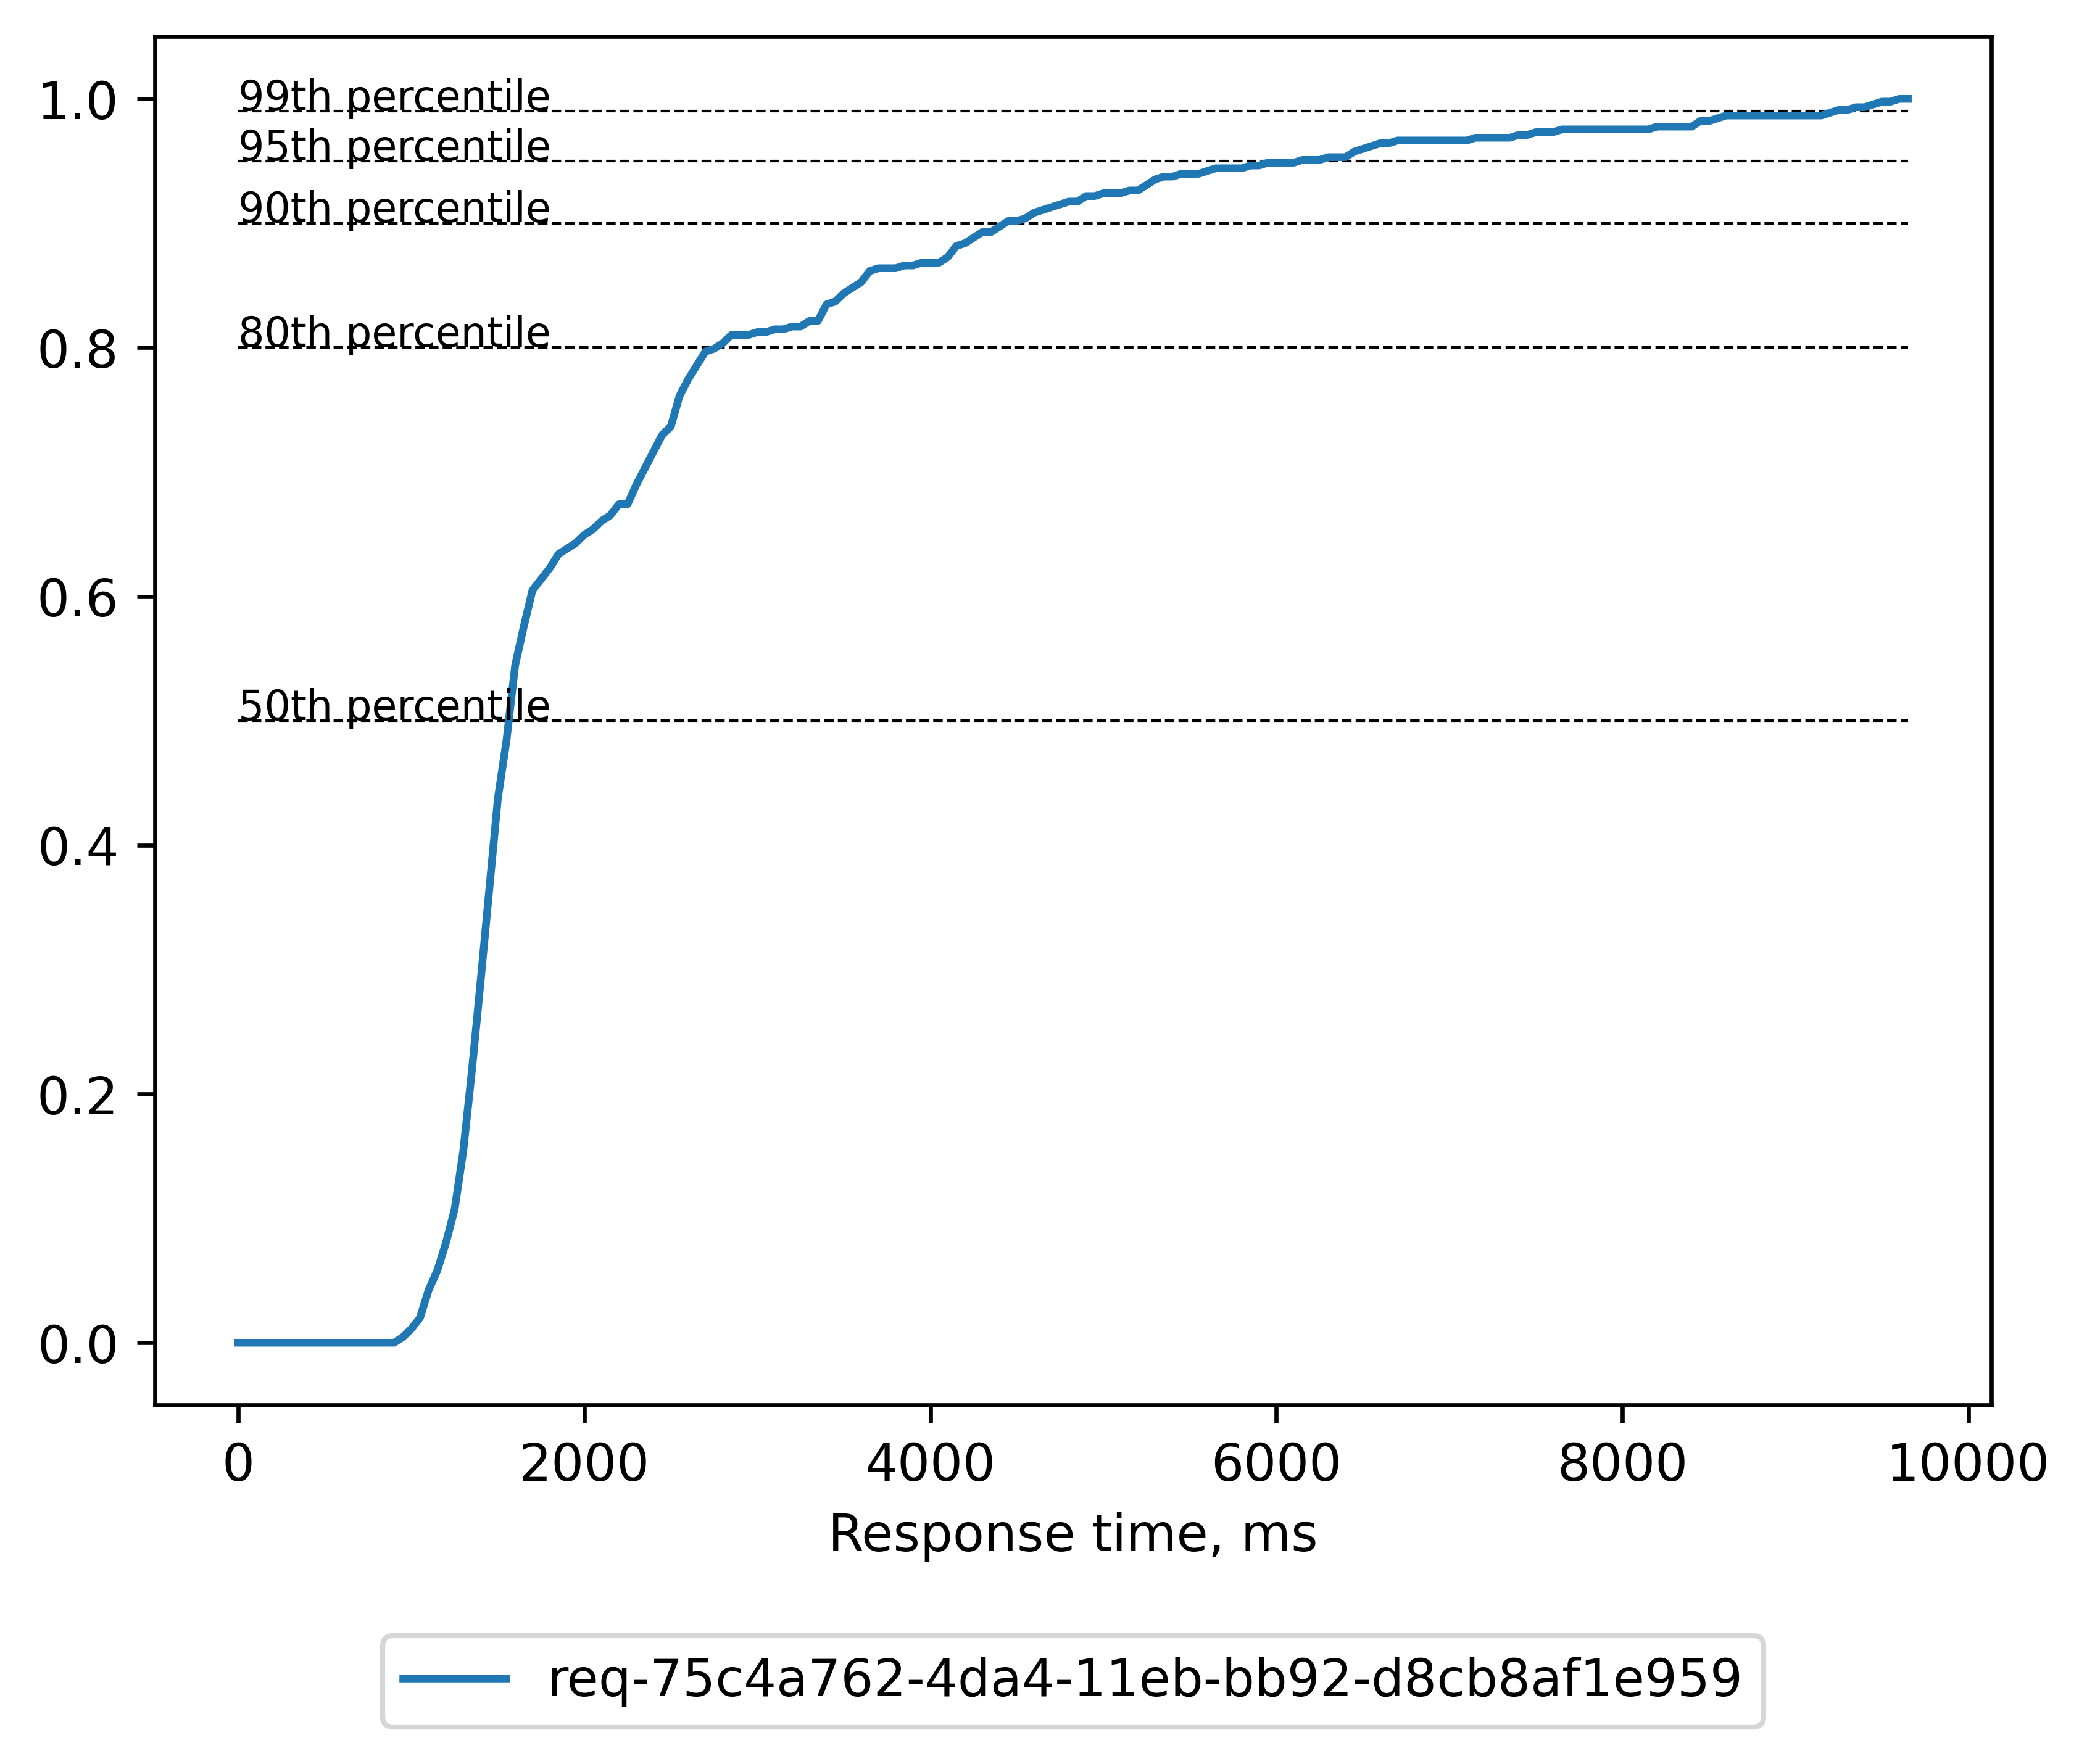 99th percentile
95th percentile
90th percentile
80th percentile
50th percentile
1.0
0.8
0.6
0.4
0.2
0.0
0 2000 4000 6000 8000 10000
Response time, ms
req-75c4a762-4da4-11eb-bb92-d8cb8af1e959